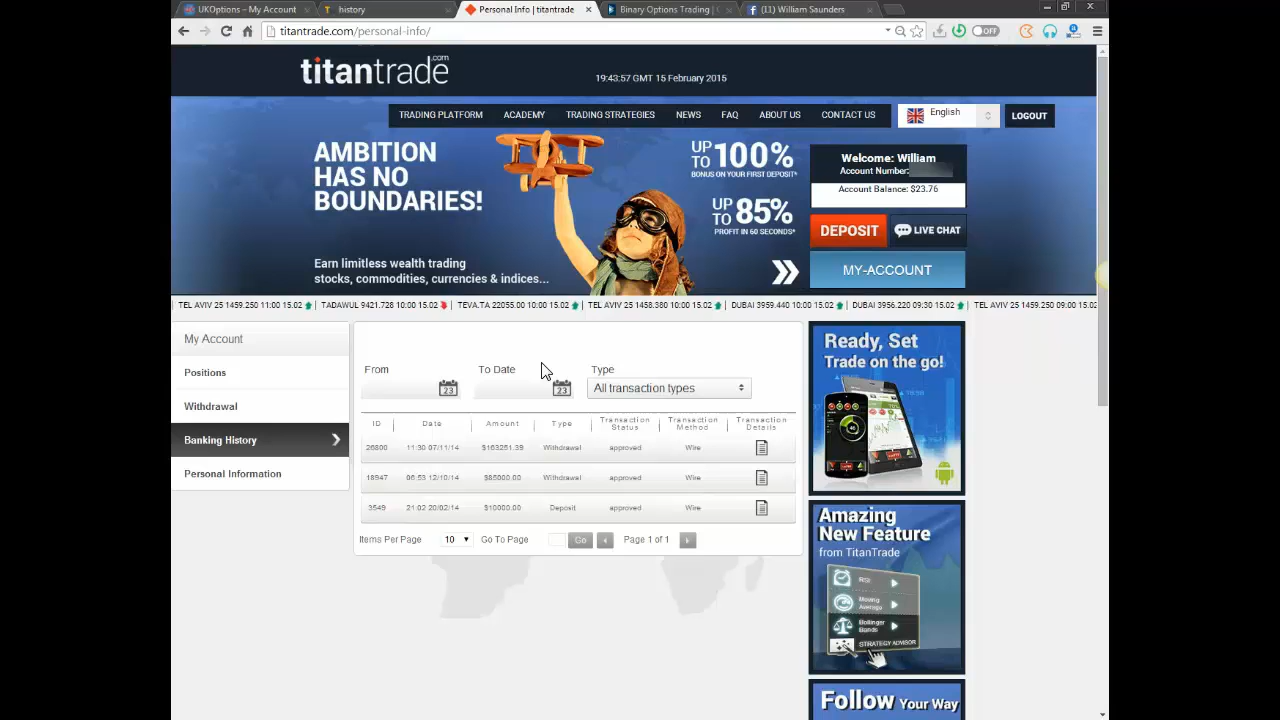 UKOptions – My Account
history
Personal Info | titantrade
Binary Options Trading |
(11) William Saunders
titantrade.com/personal-info/
OFF
titantrade.com
19:43:57 GMT 15 February 2015
TRADING PLATFORM ACADEMY TRADING STRATEGIES NEWS FAQ ABOUT US CONTACT US
English
LOGOUT
AMBITION
HAS NO
BOUNDARIES!
Earn limitless wealth trading
stocks, commodities, currencies & indices...
UP TO 100%
BONUS ON YOUR FIRST DEPOSIT*
UP TO 85%
PROFIT IN 60 SECONDS*
Welcome: William
Account Number:
Account Balance: $23.76
DEPOSIT
LIVE CHAT
MY-ACCOUNT
TEL AVIV 25 1459.250 11:00 15.02 | TADAWUL 9421.728 10:00 15.02 | TEVA.TA 22055.00 10:00 15.02 | TEL AVIV 25 1458.380 10:00 15.02 | DUBAI 3959.440 10:00 15.02 | DUBAI 3956.220 09:30 15.02 | TEL AVIV 25 1459.250 09:00 15.02
My Account
Positions
Withdrawal
Banking History
Personal Information
From To Date Type
23 23 All transaction types
ID Date Amount Type Transaction Status Transaction Method Transaction Details
26800 11:30 07/11/14 $163251.39 Withdrawal approved Wire
18947 06:53 12/10/14 $85000.00 Withdrawal approved Wire
3549 21:02 20/02/14 $10000.00 Deposit approved Wire
Items Per Page 10 Go To Page Go Page 1 of 1
Ready, Set
Trade on the go!
Amazing
New Feature
from TitanTrade
RSI
Moving
Average
Bollinger
Bands
STRATEGY ADVISOR
Follow Your Way